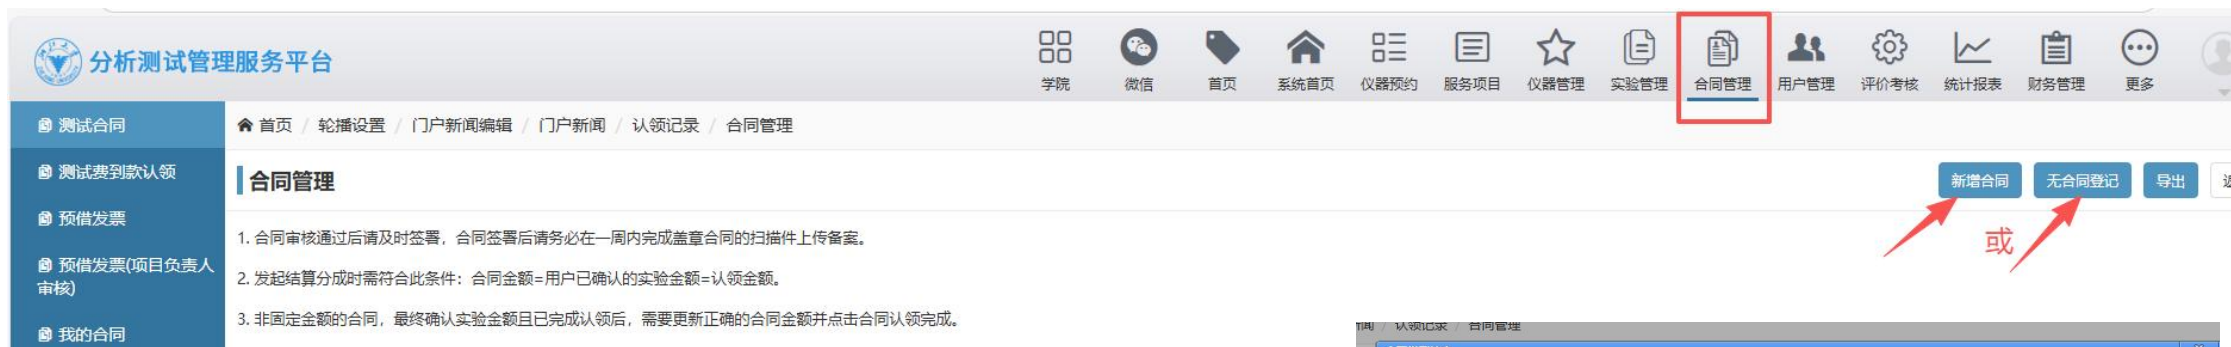 分析测试管理服务平台
学院 微信 首页 系统首页 仪器预约 服务项目 仪器管理 实验管理 合同管理 用户管理 评价考核 统计报表 财务管理 更多
测试合同
首页 / 轮播设置 / 门户新闻编辑 / 门户新闻 / 认领记录 / 合同管理
测试费到款认领
合同管理
新增合同 无合同登记 导出
预借发票
1. 合同审核通过后请及时签署，合同签署后请务必在一周内完成盖章合同的扫描件上传备案。
或
预借发票(项目负责人
审核)
2. 发起结算分成时需符合此条件：合同金额=用户已确认的实验金额=认领金额。
3. 非固定金额的合同，最终确认实验金额且已完成认领后，需要更新正确的合同金额并点击合同认领完成。
我的合同
闻 / 认领记录 / 合同管理